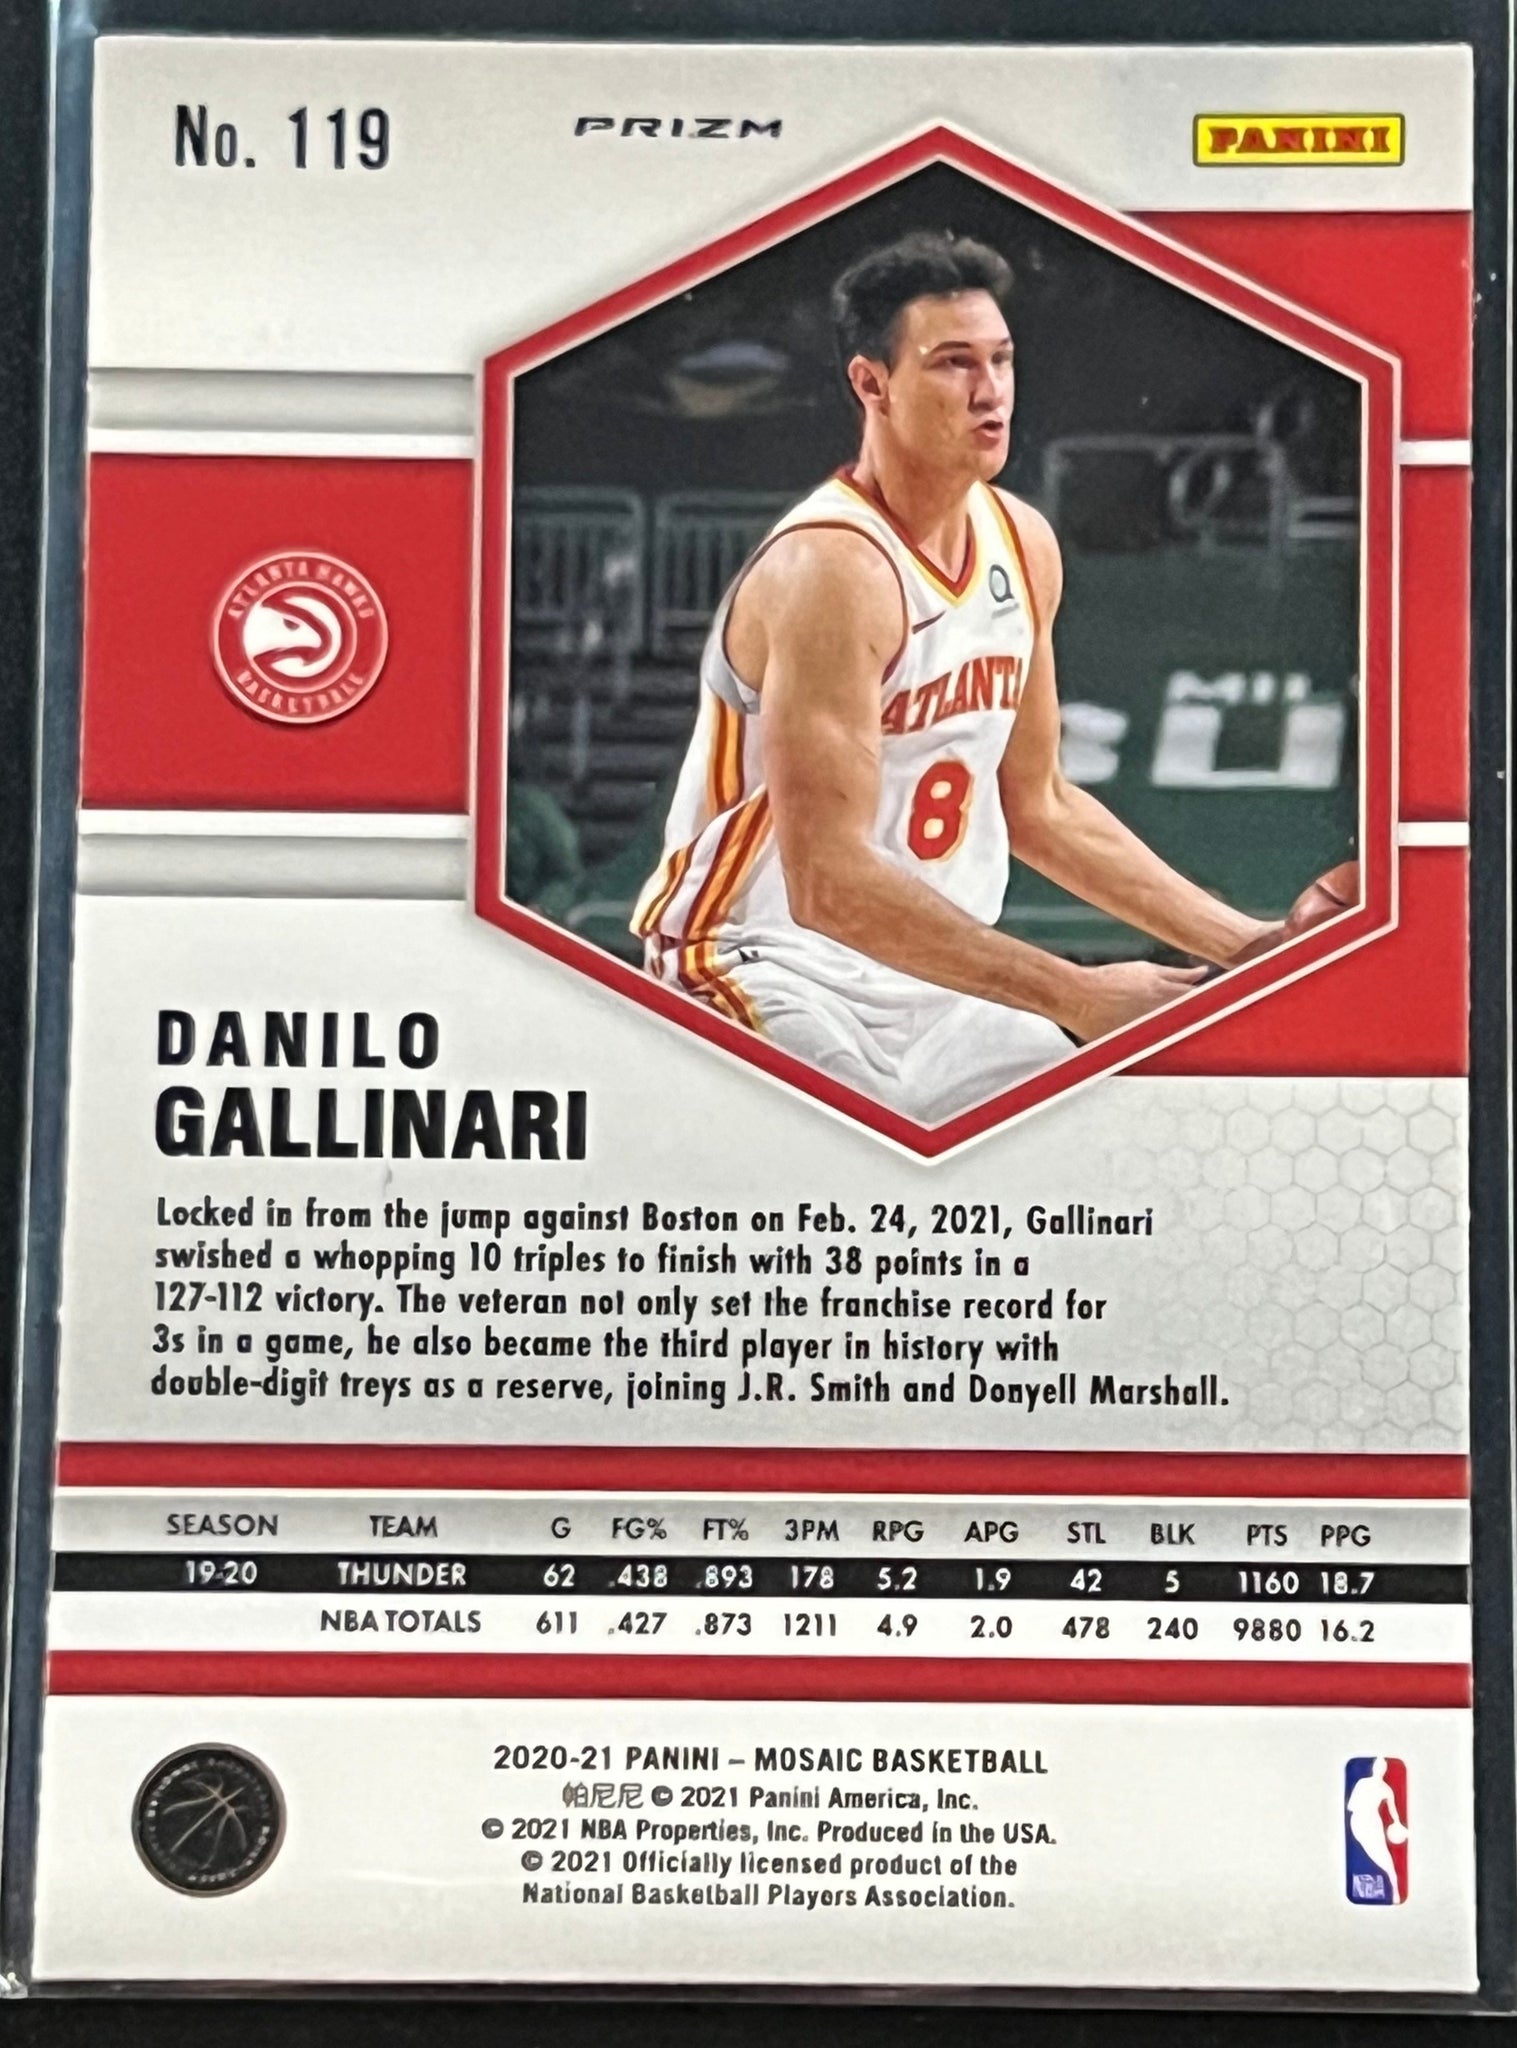 No. 119
PRIZM
PANINI
ATLANTA HAWKS
BASKETBALL
ATLANTA
8
MIL
DANILO
GALLINARI
Locked in from the jump against Boston on Feb. 24, 2021, Gallinari
swished a whopping 10 triples to finish with 38 points in a
127-112 victory. The veteran not only set the franchise record for
3s in a game, he also became the third player in history with
double-digit treys as a reserve, joining J.R. Smith and Donyell Marshall.
SEASON TEAM G FG% FT% 3PM RPG APG STL BLK PTS PPG
19-20 THUNDER 62 .438 .893 178 5.2 1.9 42 5 1160 18.7
NBA TOTALS 611 .427 .873 1211 4.9 2.0 478 240 9880 16.2
2020-21 PANINI – MOSAIC BASKETBALL
帕尼尼 © 2021 Panini America, Inc.
© 2021 NBA Properties, Inc. Produced in the USA.
© 2021 Officially licensed product of the
National Basketball Players Association.